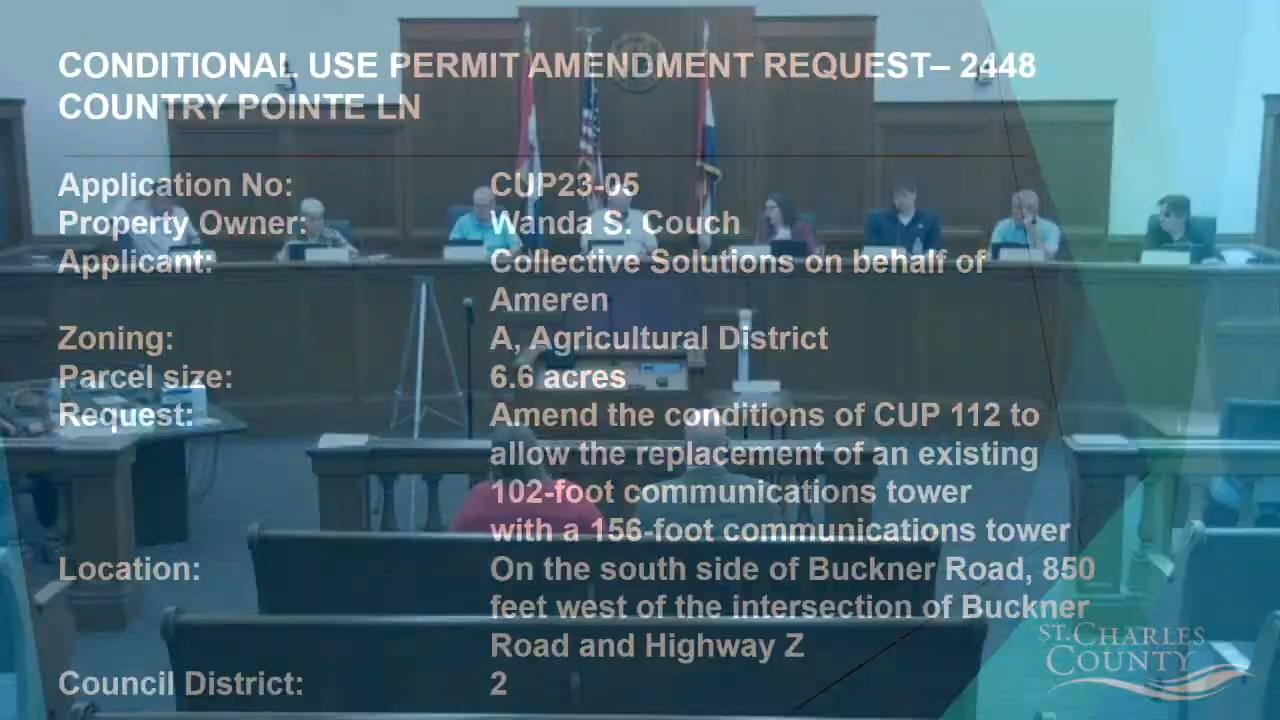 CONDITIONAL USE PERMIT AMENDMENT REQUEST– 2448
COUNTRY POINTE LN
Application No: CUP23-05
Property Owner: Wanda S. Couch
Applicant: Collective Solutions on behalf of
Ameren
Zoning: A, Agricultural District
Parcel size: 6.6 acres
Request: Amend the conditions of CUP 112 to
allow the replacement of an existing
102-foot communications tower
with a 156-foot communications tower
Location: On the south side of Buckner Road, 850
feet west of the intersection of Buckner
Road and Highway Z
Council District: 2
ST. CHARLES
COUNTY